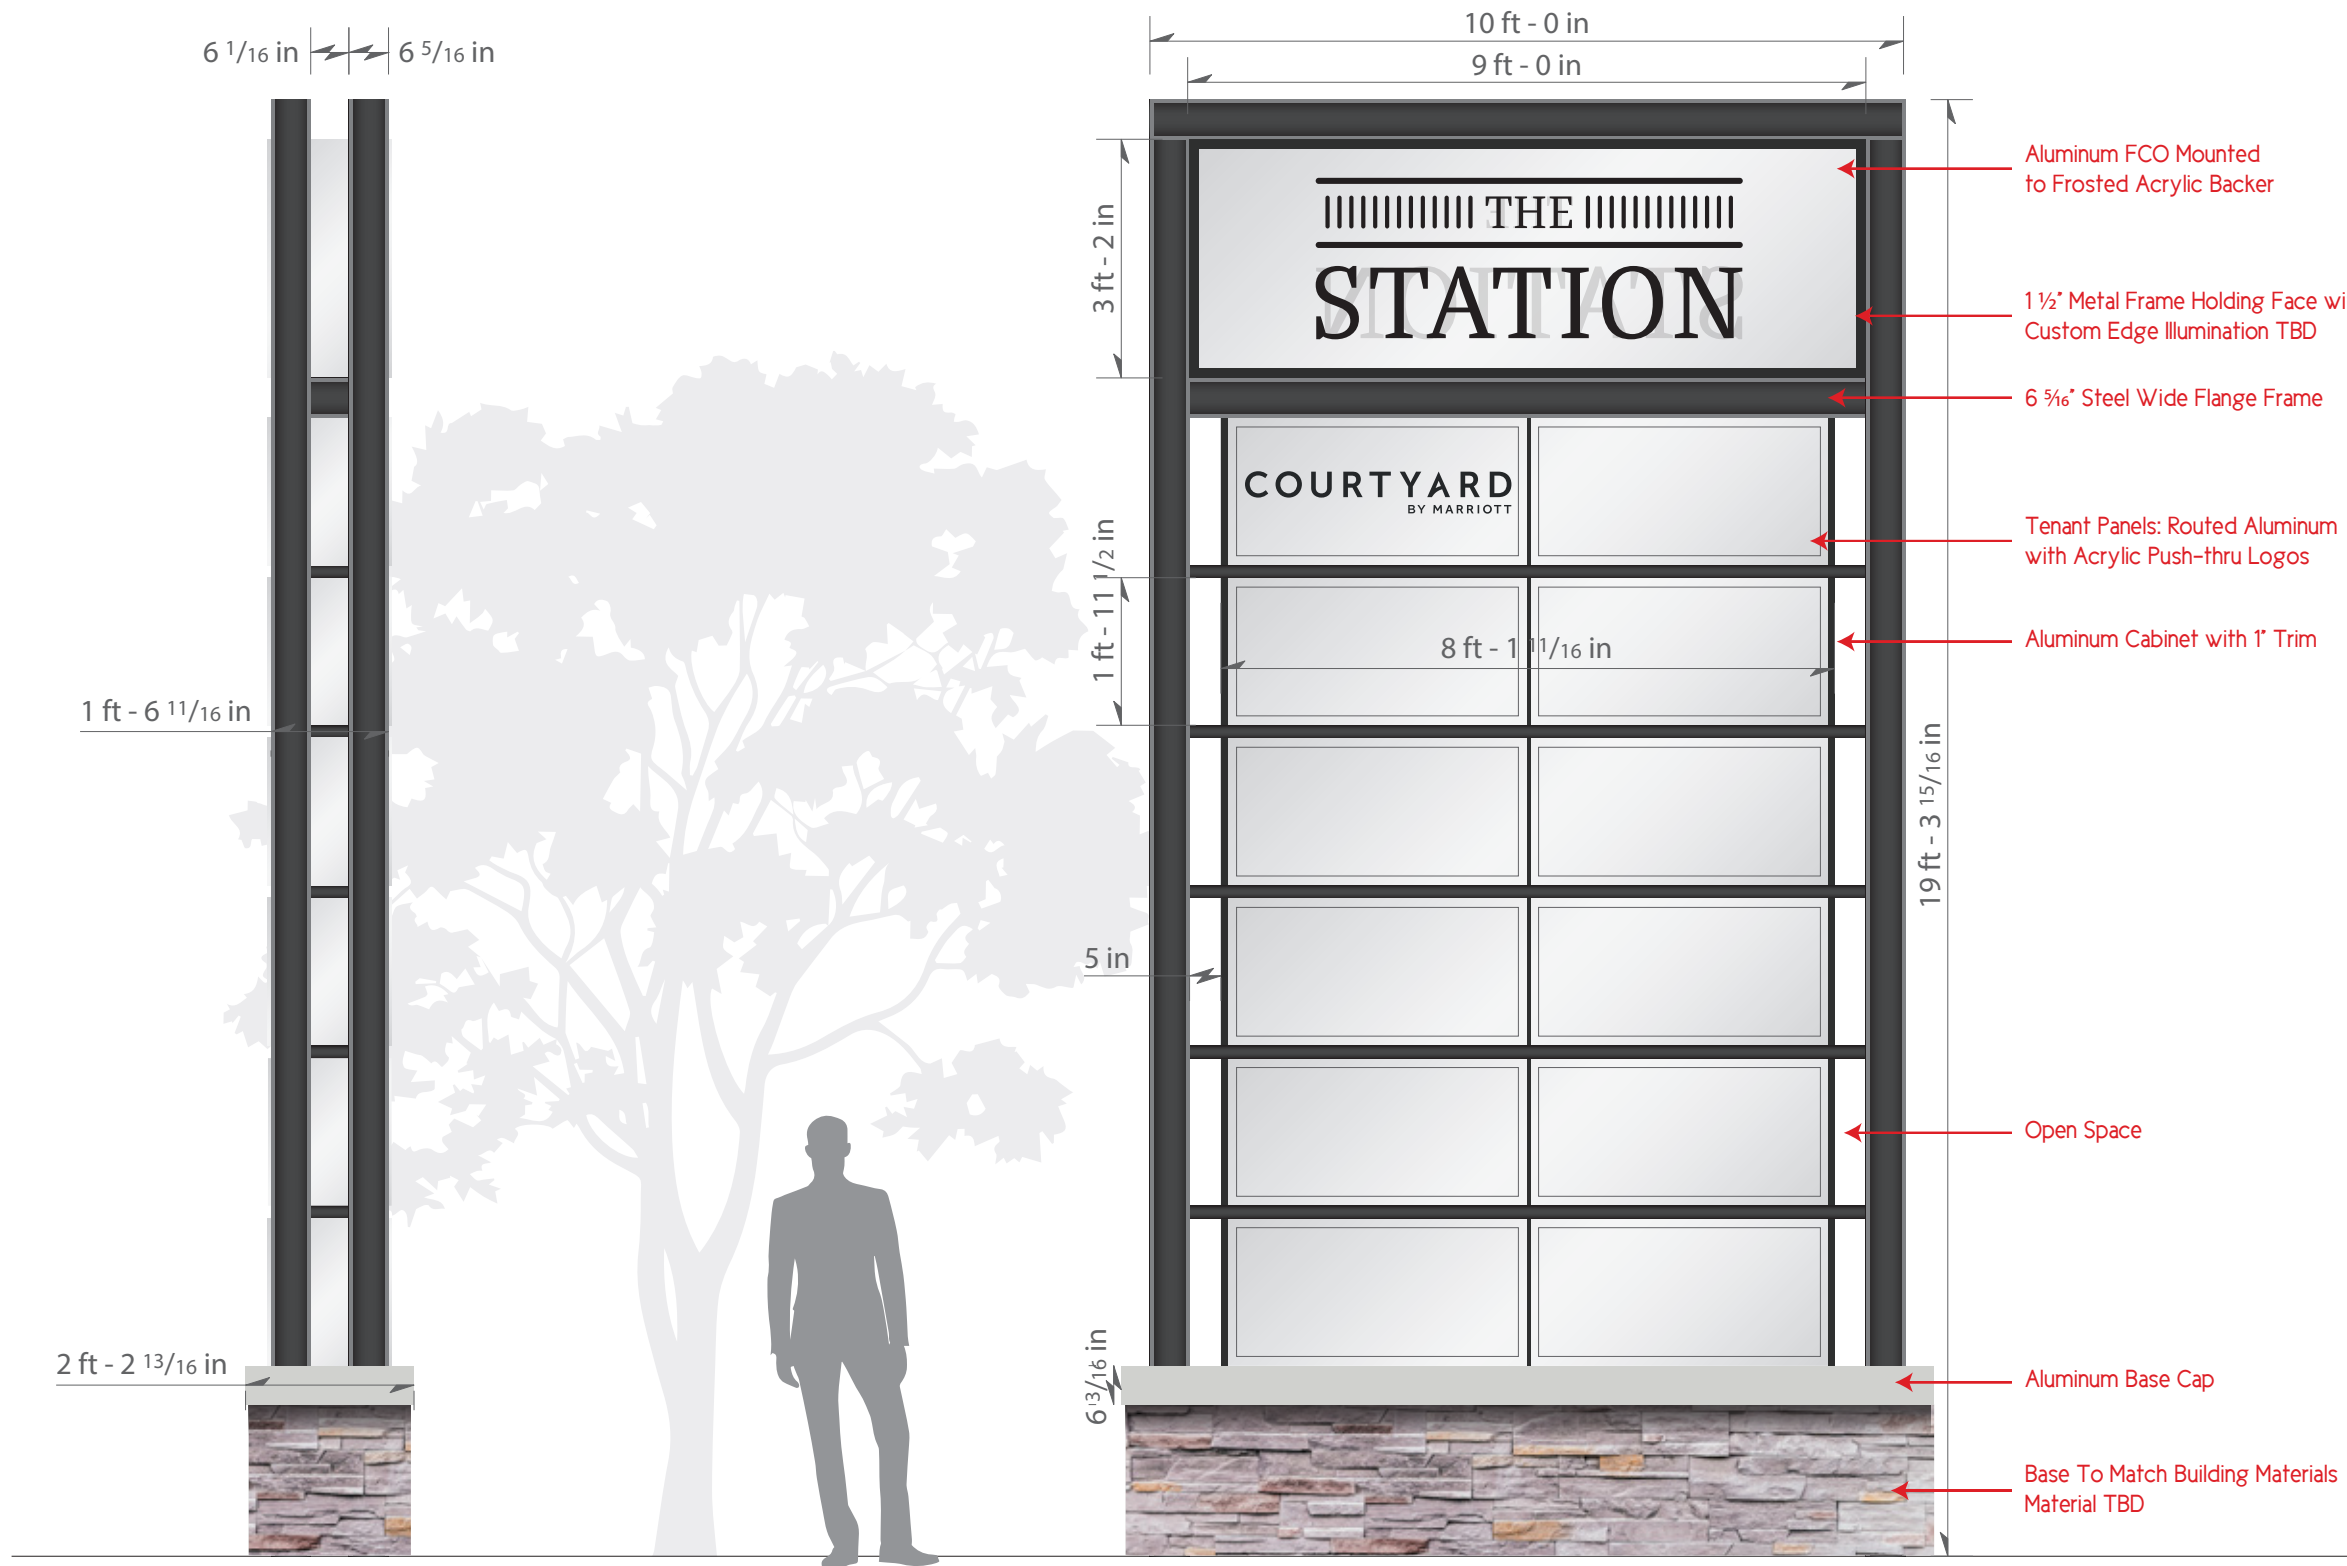 6 1/16 in
6 5/16 in
10 ft - 0 in
9 ft - 0 in
3 ft - 2 in
THE
STATION
Aluminum FCO Mounted
to Frosted Acrylic Backer
1 ½" Metal Frame Holding Face wi
Custom Edge Illumination TBD
6 5⁄16" Steel Wide Flange Frame
COURTYARD
BY MARRIOTT
Tenant Panels: Routed Aluminum
with Acrylic Push-thru Logos
1 ft - 11 1/2 in
8 ft - 1 11/16 in
Aluminum Cabinet with 1" Trim
1 ft - 6 11/16 in
19 ft - 3 15/16 in
5 in
Open Space
2 ft - 2 13/16 in
6 13/16 in
Aluminum Base Cap
Base To Match Building Materials
Material TBD